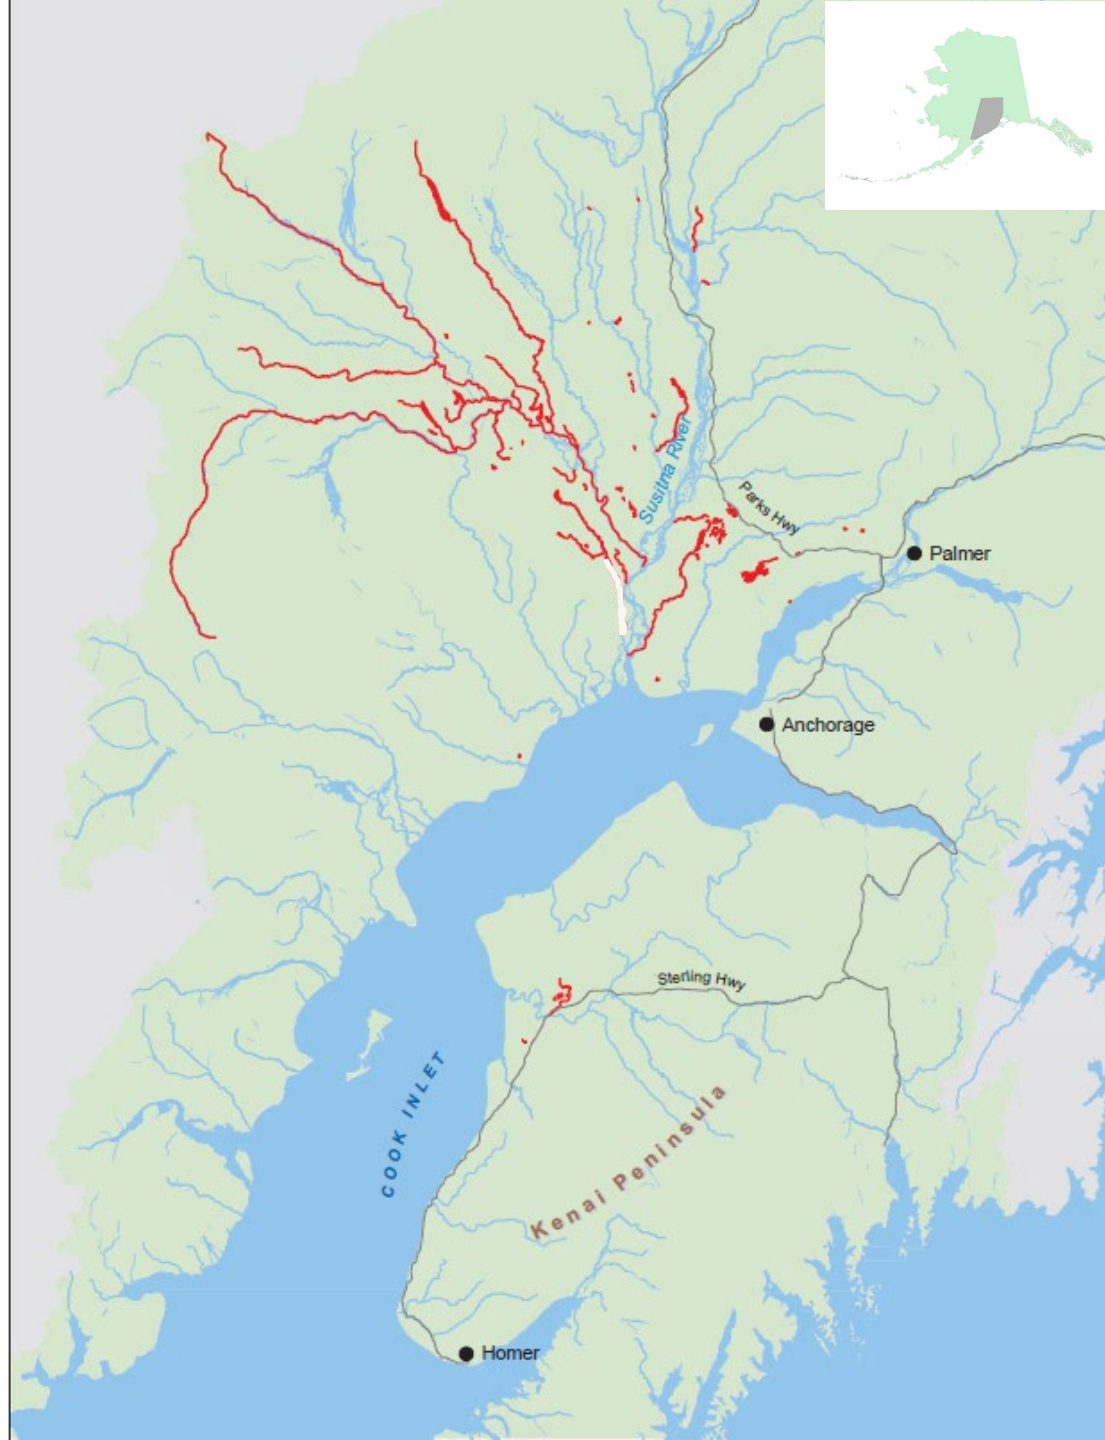 Susitna River
Parks Hwy
Palmer
Anchorage
Sterling Hwy
COOK INLET
Kenai Peninsula
Homer